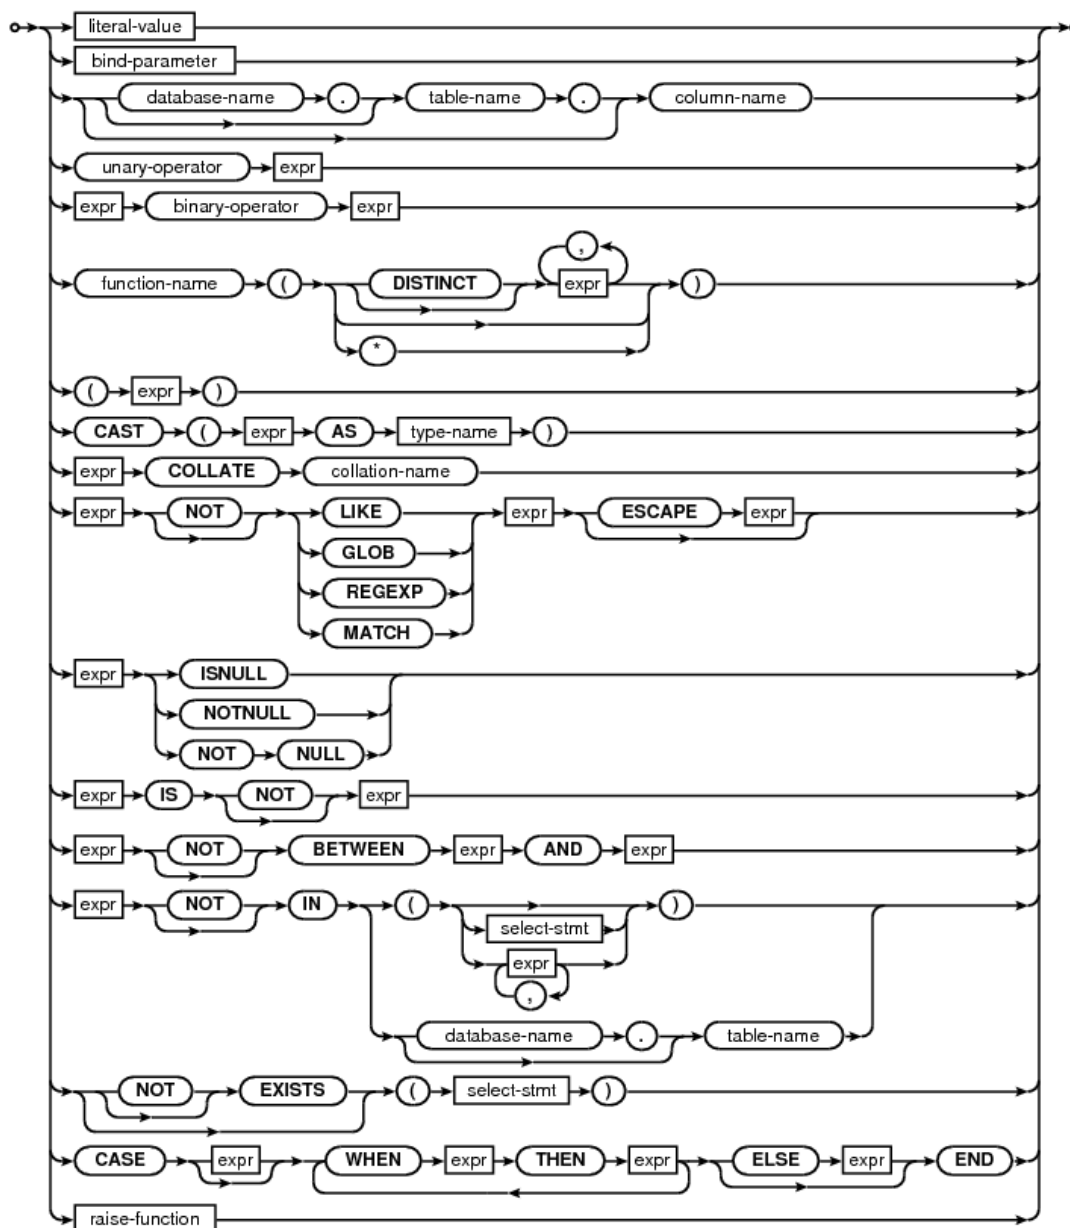 literal-value
bind-parameter
database-name . table-name . column-name
unary-operator expr
expr binary-operator expr
,
function-name ( DISTINCT expr )
*
( expr )
CAST ( expr AS type-name )
expr COLLATE collation-name
expr NOT LIKE expr ESCAPE expr
GLOB
REGEXP
MATCH
expr ISNULL
NOTNULL
NOT NULL
expr IS NOT expr
expr NOT BETWEEN expr AND expr
expr NOT IN ( )
select-stmt
expr
,
database-name . table-name
NOT EXISTS ( select-stmt )
CASE expr WHEN expr THEN expr ELSE expr END
raise-function